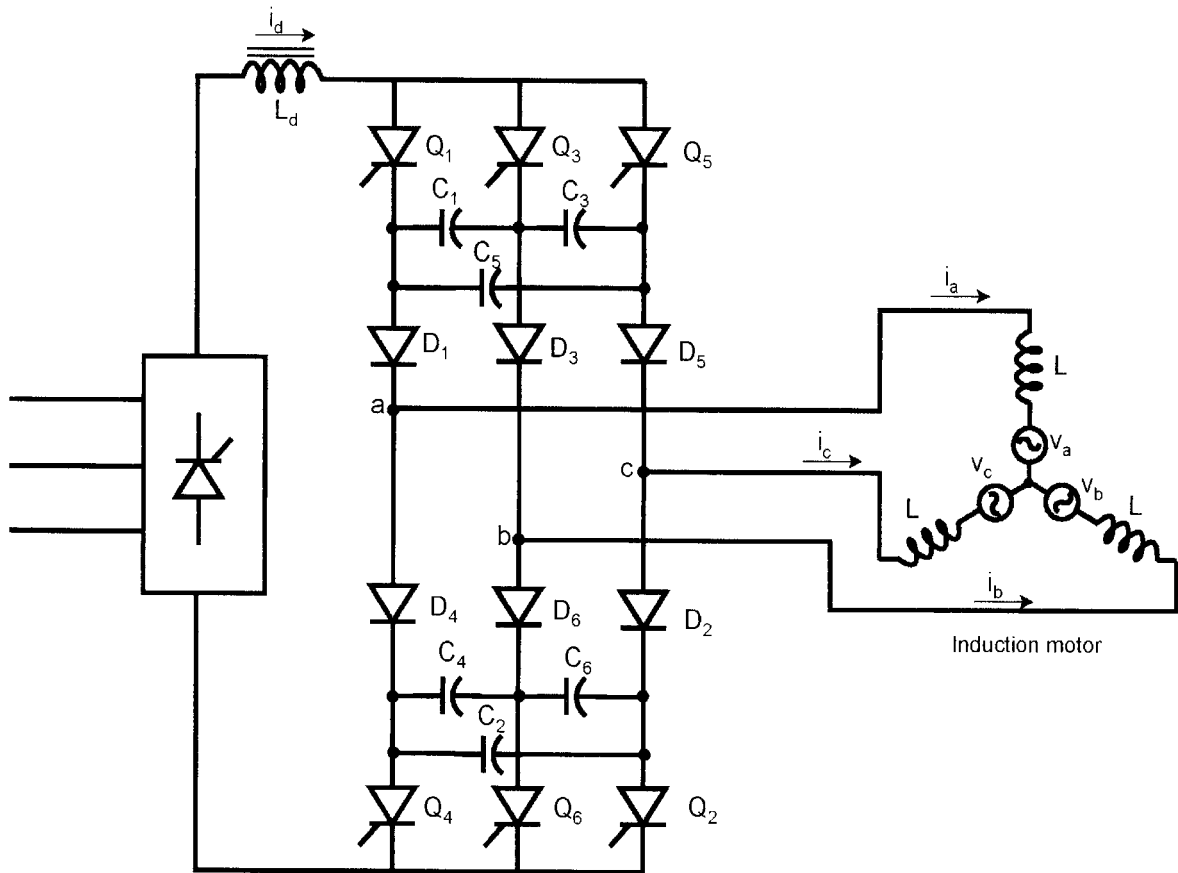 i_d
L_d
Q_1 Q_3 Q_5
C_1 C_3
C_5
D_1 D_3 D_5
a
i_a
L
v_a
c
i_c
v_c
v_b
L
L
b
i_b
D_4 D_6 D_2
C_4 C_6
C_2
Q_4 Q_6 Q_2
Induction motor